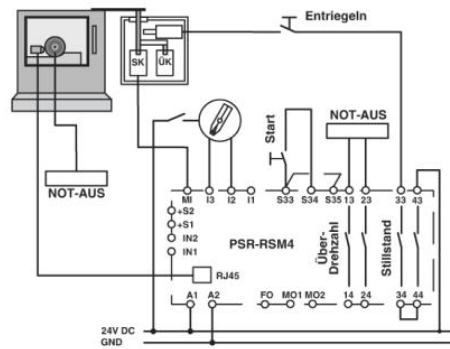 Entriegeln
SK ÜK
Start
NOT-AUS
NOT-AUS
MI I3 I2 I1 S33 S34 S35 13 23 33 43
+S2
+S1
IN2
IN1
PSR-RSM4
Über-
Drehzahl
Stillstand
RJ45
A1 A2 FO MO1 MO2 14 24 34 44
24V DC
GND